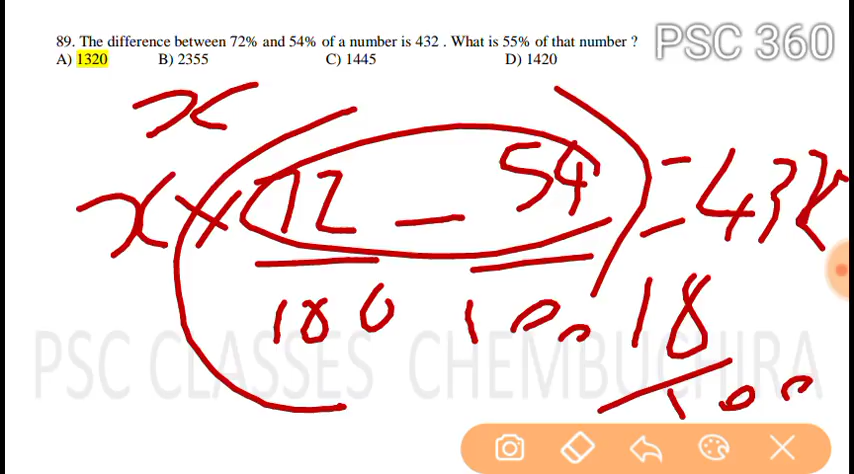 89. The difference between 72% and 54% of a number is 432 . What is 55% of that number ?
PSC 360
A) 1320 B) 2355 C) 1445 D) 1420
x
x × (72 - 54) = 432
100 100 18
100
PSC CLASSES CHEMBUCHIRA